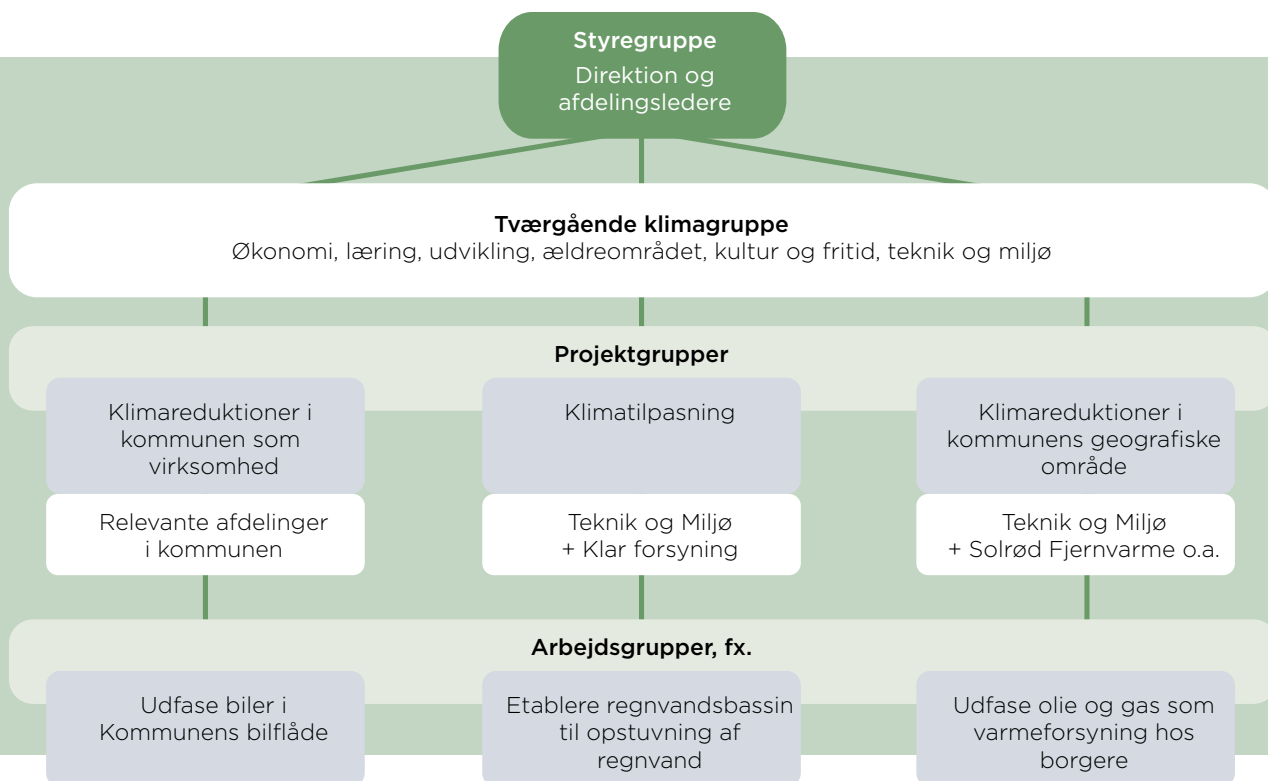 Styregruppe
Direktion og
afdelingsledere
Tværgående klimagruppe
Økonomi, læring, udvikling, ældreområdet, kultur og fritid, teknik og miljø
Projektgrupper
Klimareduktioner i
kommunen som
virksomhed
Relevante afdelinger
i kommunen
Klimatilpasning
Teknik og Miljø
+ Klar forsyning
Klimareduktioner i
kommunens geografiske
område
Teknik og Miljø
+ Solrød Fjernvarme o.a.
Arbejdsgrupper, fx.
Udfase biler i
Kommunens bilflåde
Etablere regnvandsbassin
til opstuvning af
regnvand
Udfase olie og gas som
varmeforsyning hos
borgere